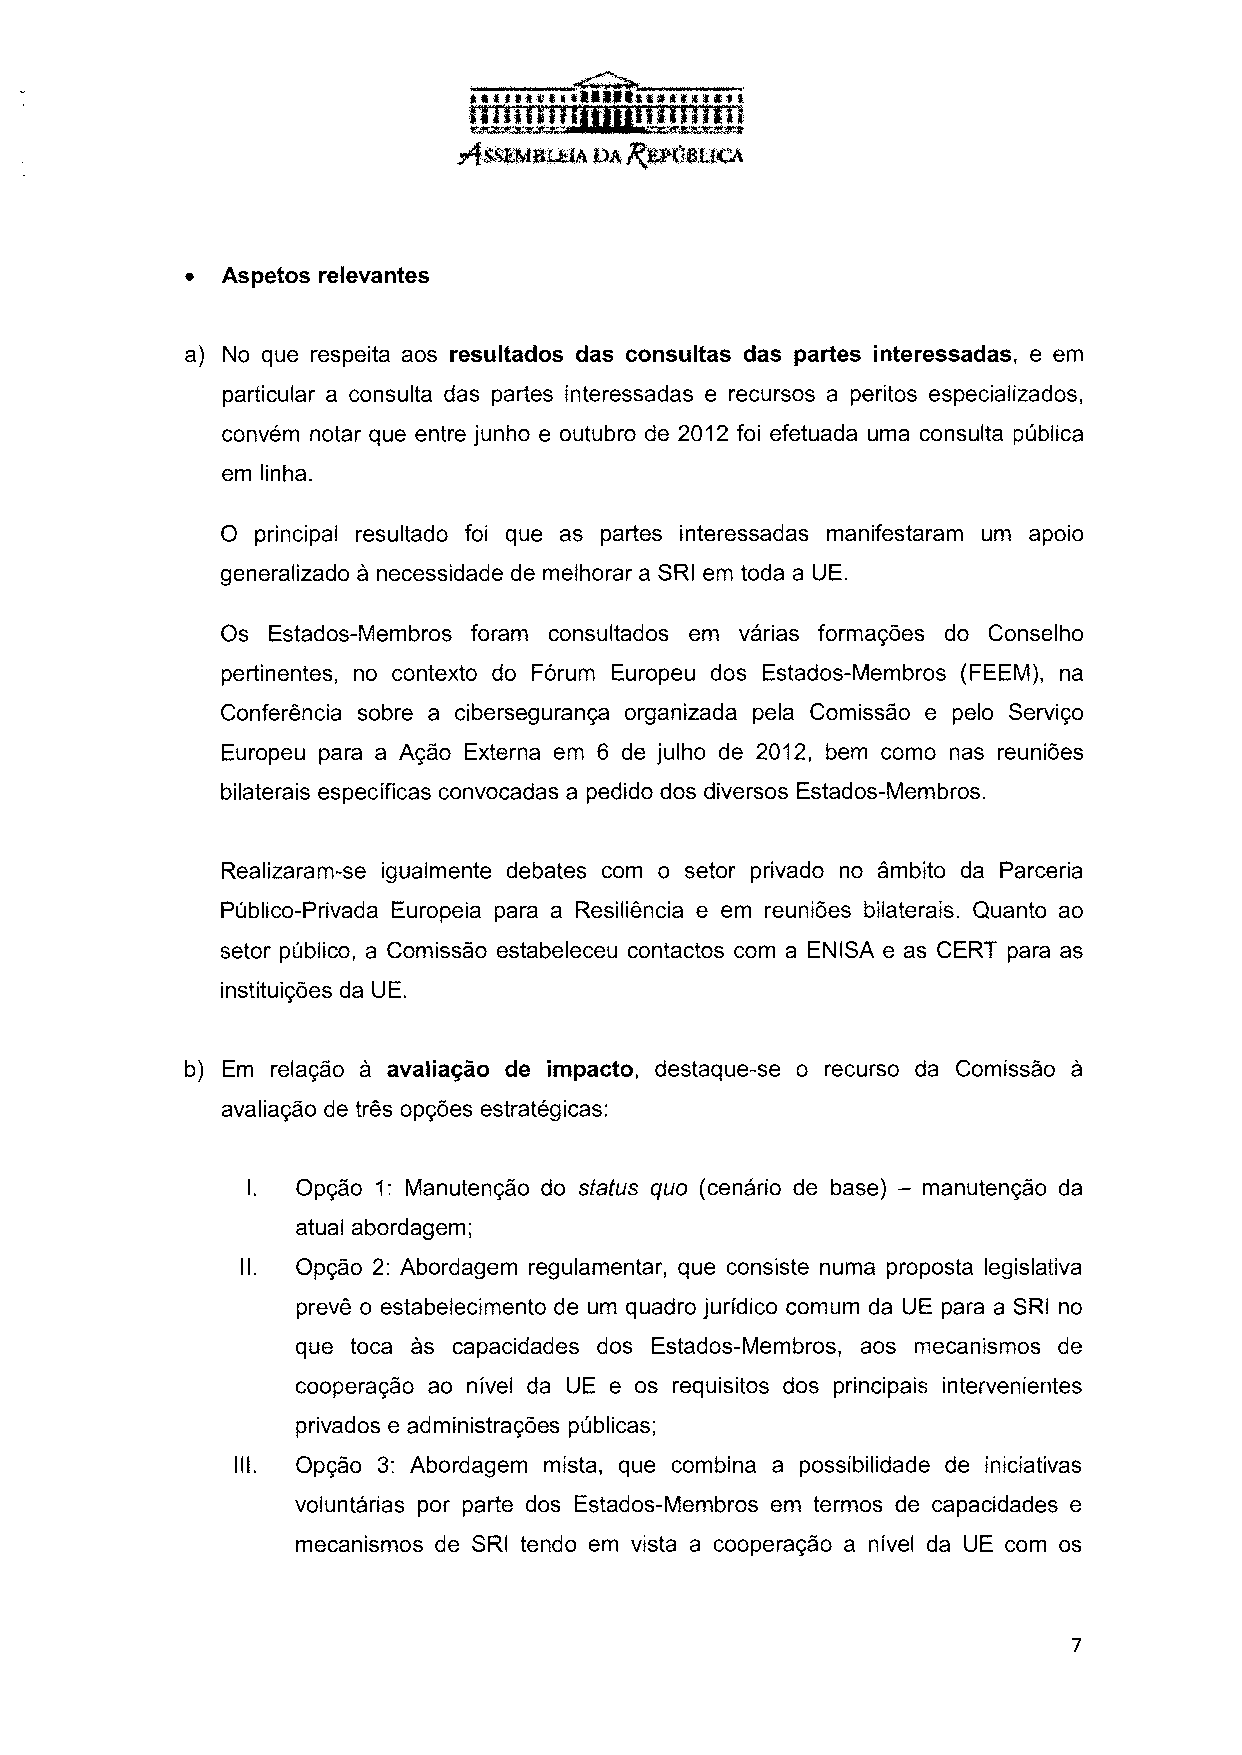 ASSEMBLEIA DA REPÚBLICA
• Aspetos relevantes
a) No que respeita aos resultados das consultas das partes interessadas, e em
particular a consulta das partes interessadas e recursos a peritos especializados,
convém notar que entre junho e outubro de 2012 foi efetuada uma consulta pública
em linha.
O principal resultado foi que as partes interessadas manifestaram um apoio
generalizado à necessidade de melhorar a SRI em toda a UE.
Os Estados-Membros foram consultados em várias formações do Conselho
pertinentes, no contexto do Fórum Europeu dos Estados-Membros (FEEM), na
Conferência sobre a cibersegurança organizada pela Comissão e pelo Serviço
Europeu para a Ação Externa em 6 de julho de 2012, bem como nas reuniões
bilaterais específicas convocadas a pedido dos diversos Estados-Membros.
Realizaram-se igualmente debates com o setor privado no âmbito da Parceria
Público-Privada Europeia para a Resiliência e em reuniões bilaterais. Quanto ao
setor público, a Comissão estabeleceu contactos com a ENISA e as CERT para as
instituições da UE.
b) Em relação à avaliação de impacto, destaque-se o recurso da Comissão à
avaliação de três opções estratégicas:
I. Opção 1: Manutenção do status quo (cenário de base) – manutenção da
atual abordagem;
II. Opção 2: Abordagem regulamentar, que consiste numa proposta legislativa
prevê o estabelecimento de um quadro jurídico comum da UE para a SRI no
que toca às capacidades dos Estados-Membros, aos mecanismos de
cooperação ao nível da UE e os requisitos dos principais intervenientes
privados e administrações públicas;
III. Opção 3: Abordagem mista, que combina a possibilidade de iniciativas
voluntárias por parte dos Estados-Membros em termos de capacidades e
mecanismos de SRI tendo em vista a cooperação a nível da UE com os
7